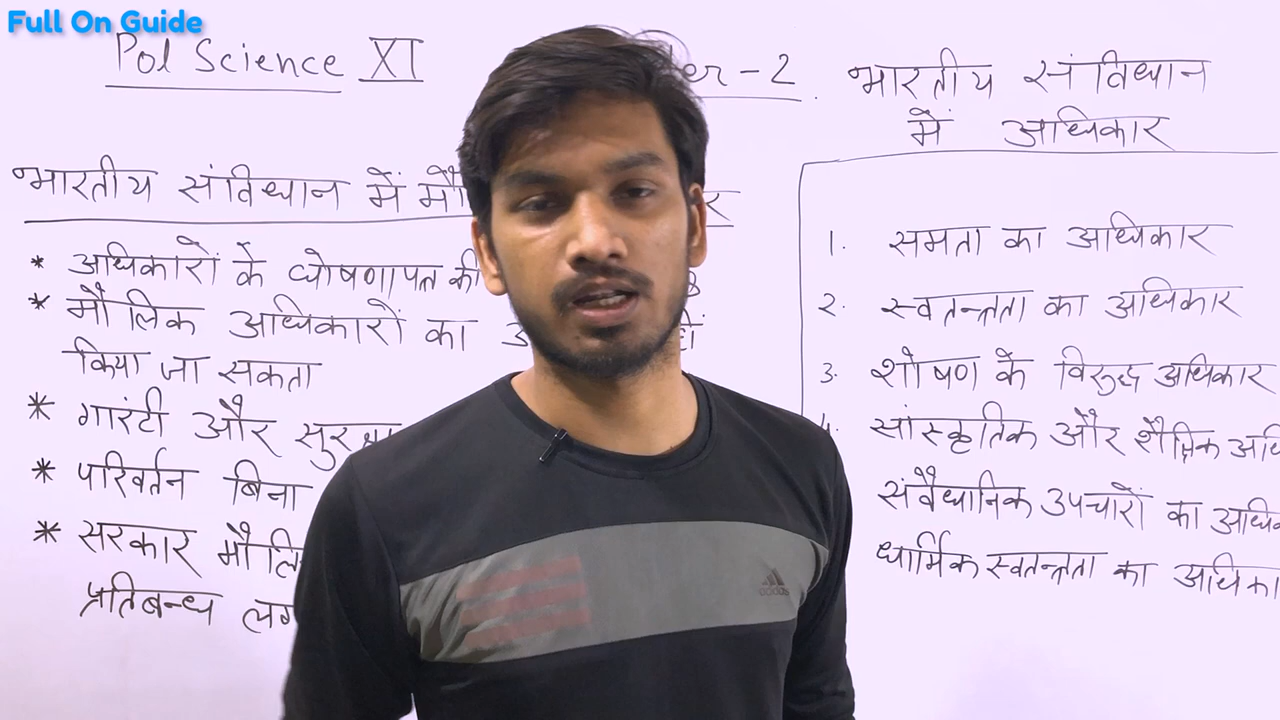 Full On Guide
Pol Science XI
- 2
भारतीय संविधान
में अधिकार
भारतीय संविधान में
* अधिकारों के घोषणापत्र की
* मौलिक अधिकारों का
किया जा सकता
* गारंटी और सुरक्षा
* परिवर्तन बिना
* सरकार
प्रतिबन्ध
1. समता का अधिकार
2. स्वतन्त्रता का अधिकार
3. शोषण के विरुद्ध अधिकार
4. सांस्कृतिक और शैक्षिक
संवैधानिक उपचारों का
धार्मिक स्वतन्त्रता का
adidas